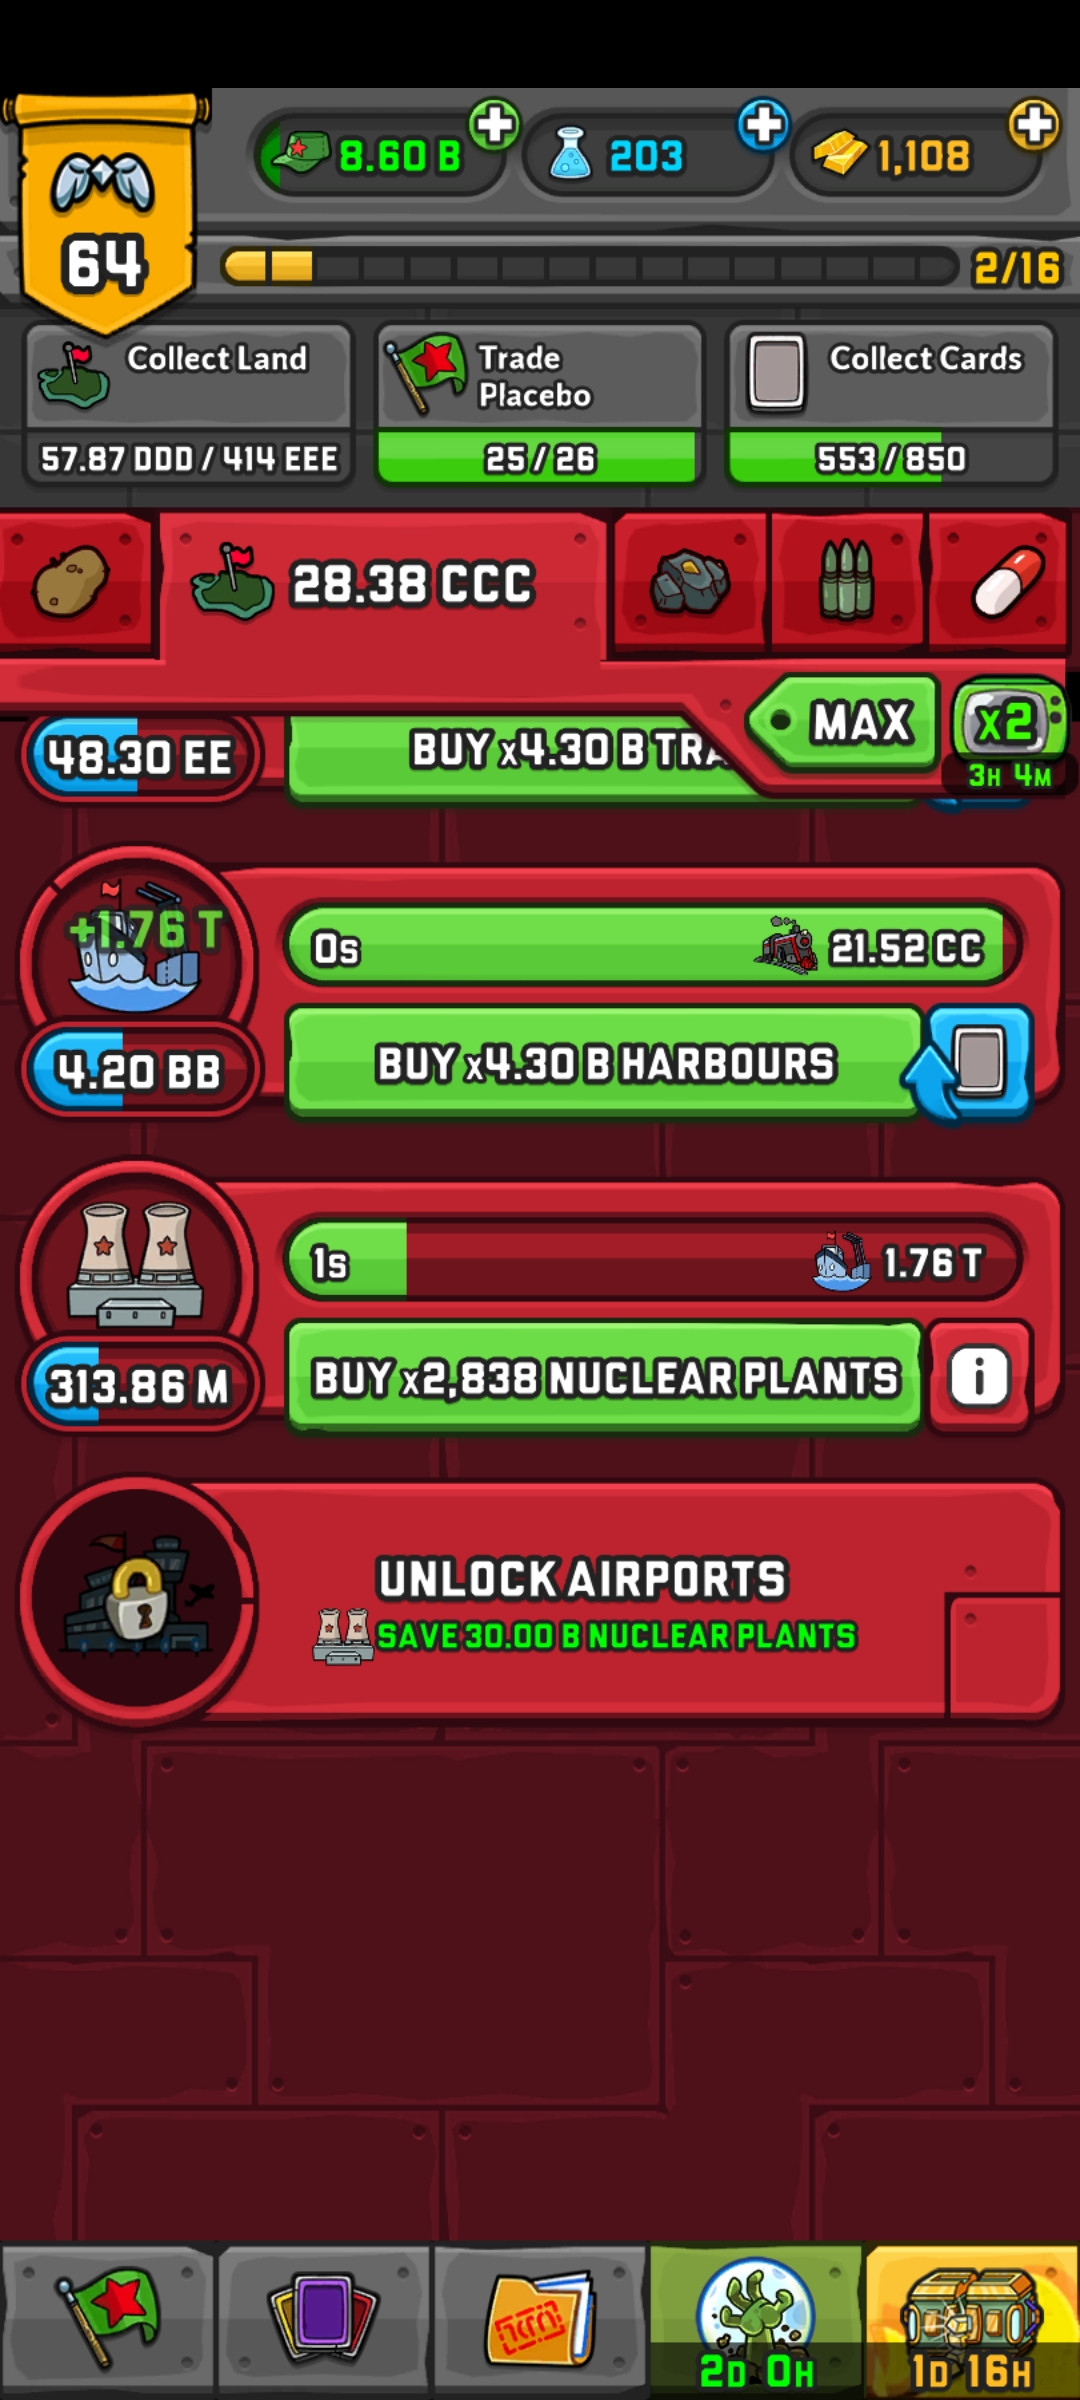 8.60 B
203
1,108
64
2/16
Collect Land
57.87 DDD / 414 EEE
Trade
Placebo
25 / 26
Collect Cards
553 / 850
28.38 CCC
MAX
x2
3H 4M
48.30 EE
BUY x4.30 B TRA
+1.76 T
0s
21.52 CC
4.20 BB
BUY x4.30 B HARBOURS
1s
1.76 T
313.86 M
BUY x2,838 NUCLEAR PLANTS
i
UNLOCK AIRPORTS
SAVE 30.00 B NUCLEAR PLANTS
2D 0H
1D 16H